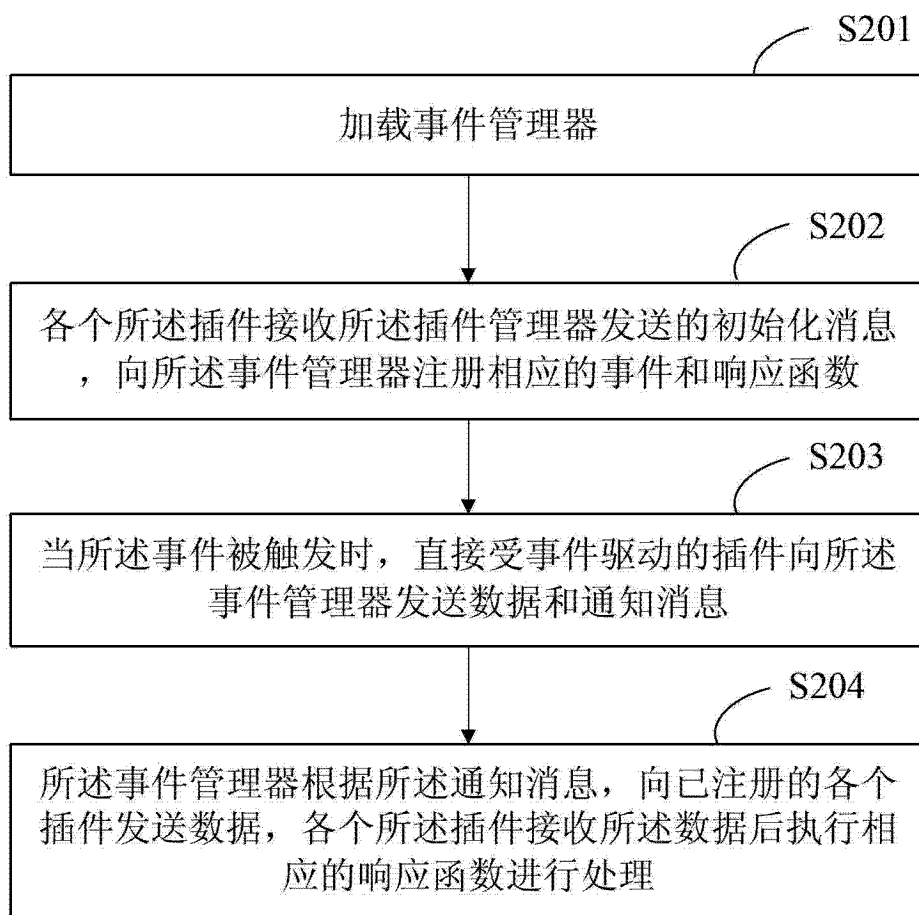 S201
加载事件管理器
S202
各个所述插件接收所述插件管理器发送的初始化消息
，向所述事件管理器注册相应的事件和响应函数
S203
当所述事件被触发时，直接受事件驱动的插件向所述
事件管理器发送数据和通知消息
S204
所述事件管理器根据所述通知消息，向已注册的各个
插件发送数据，各个所述插件接收所述数据后执行相
应的响应函数进行处理